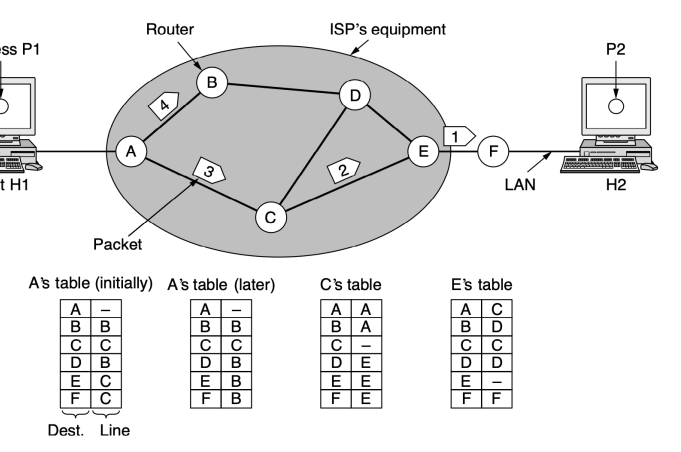 Router
ISP's equipment
ess P1
P2
B
D
4
1
A
E
F
3
2
LAN
t H1
H2
C
Packet
A's table (initially)
A –
B B
C C
D B
E C
F C
Dest. Line
A's table (later)
A –
B B
C C
D B
E B
F B
C's table
A A
B A
C –
D E
E E
F E
E's table
A C
B D
C C
D D
E –
F F